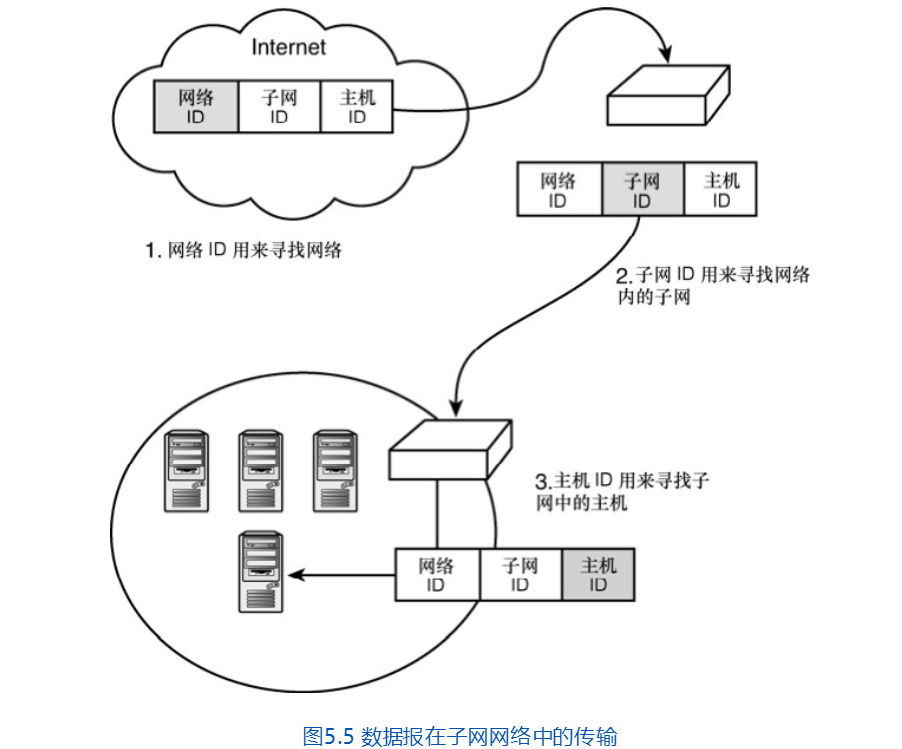 Internet
网络 子网 主机
ID ID ID
1. 网络 ID 用来寻找网络
网络 子网 主机
ID ID ID
2.子网 ID 用来寻找网络
内的子网
3.主机 ID 用来寻找子
网中的主机
网络 子网 主机
ID ID ID
图5.5 数据报在子网网络中的传输